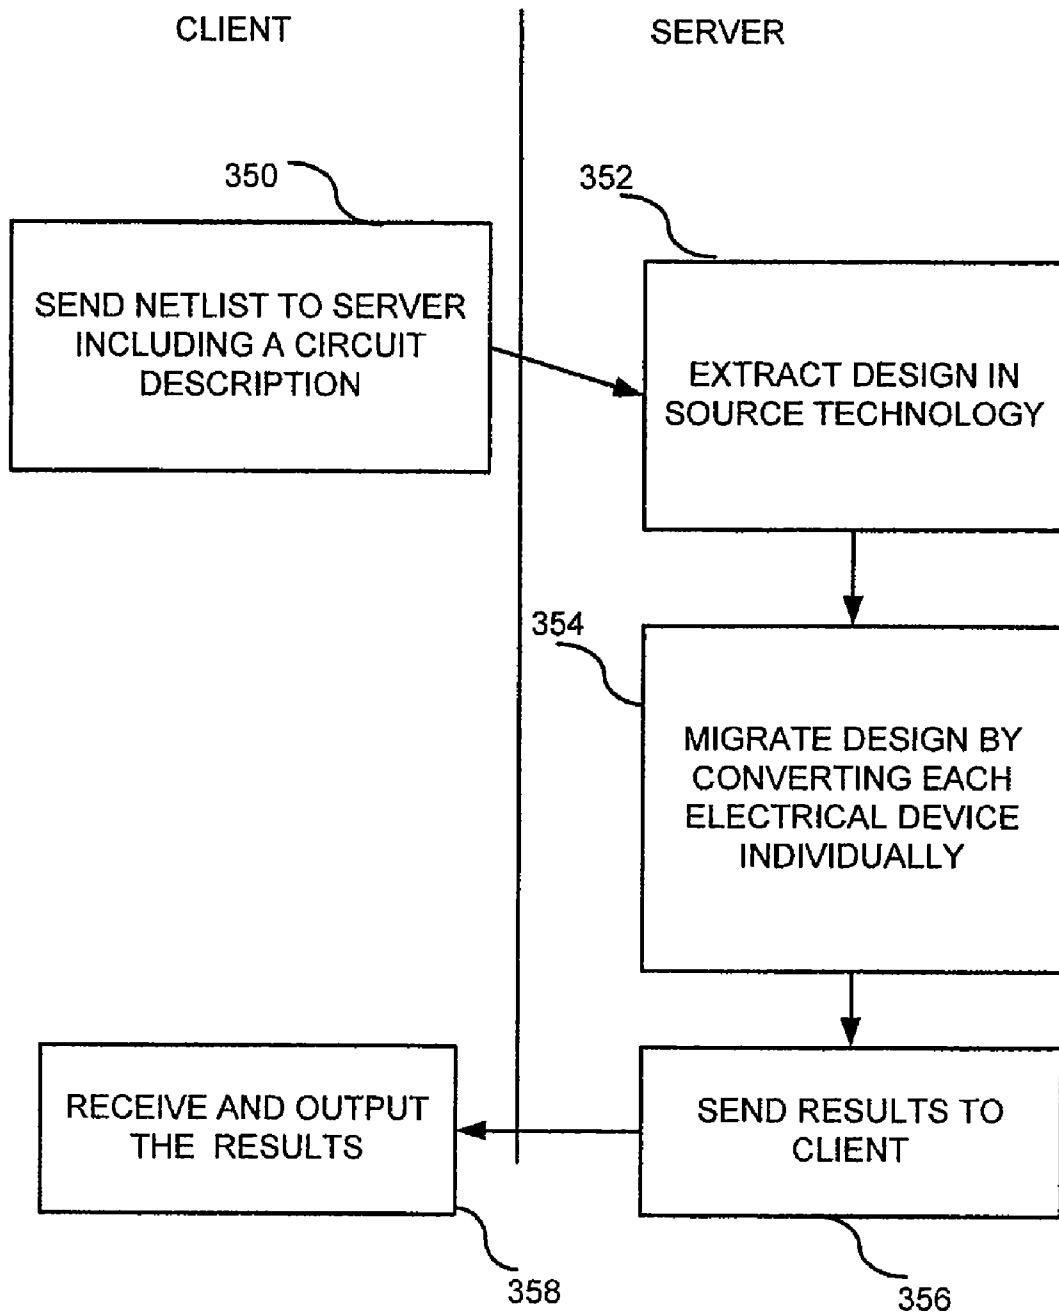 CLIENT
SERVER
350
352
SEND NETLIST TO SERVER
INCLUDING A CIRCUIT
DESCRIPTION
EXTRACT DESIGN IN
SOURCE TECHNOLOGY
354
MIGRATE DESIGN BY
CONVERTING EACH
ELECTRICAL DEVICE
INDIVIDUALLY
RECEIVE AND OUTPUT
THE RESULTS
SEND RESULTS TO
CLIENT
358
356